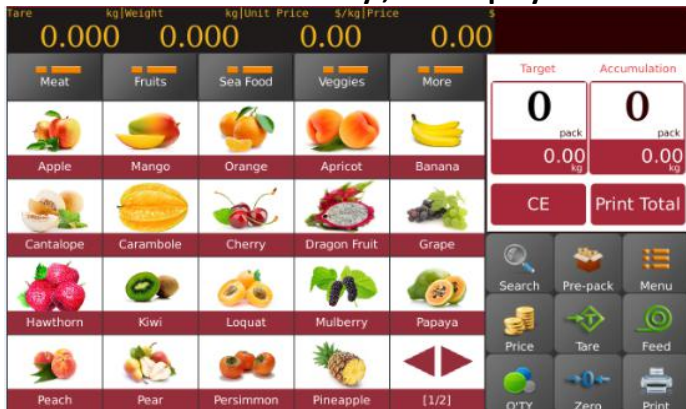 Tare kg|Weight kg|Unit Price $/kg|Price $
0.000 0.000 0.00 0.00
Meat Fruits Sea Food Veggies More
Target Accumulation
0 0
pack pack
0.00 0.00
kg kg
CE Print Total
Apple Mango Orange Apricot Banana
Cantalope Carambole Cherry Dragon Fruit Grape
Hawthorn Kiwi Loquat Mulberry Papaya
Peach Pear Persimmon Pineapple [1/2]
Search Pre-pack Menu
Price Tare Feed
Q'TY Zero Print